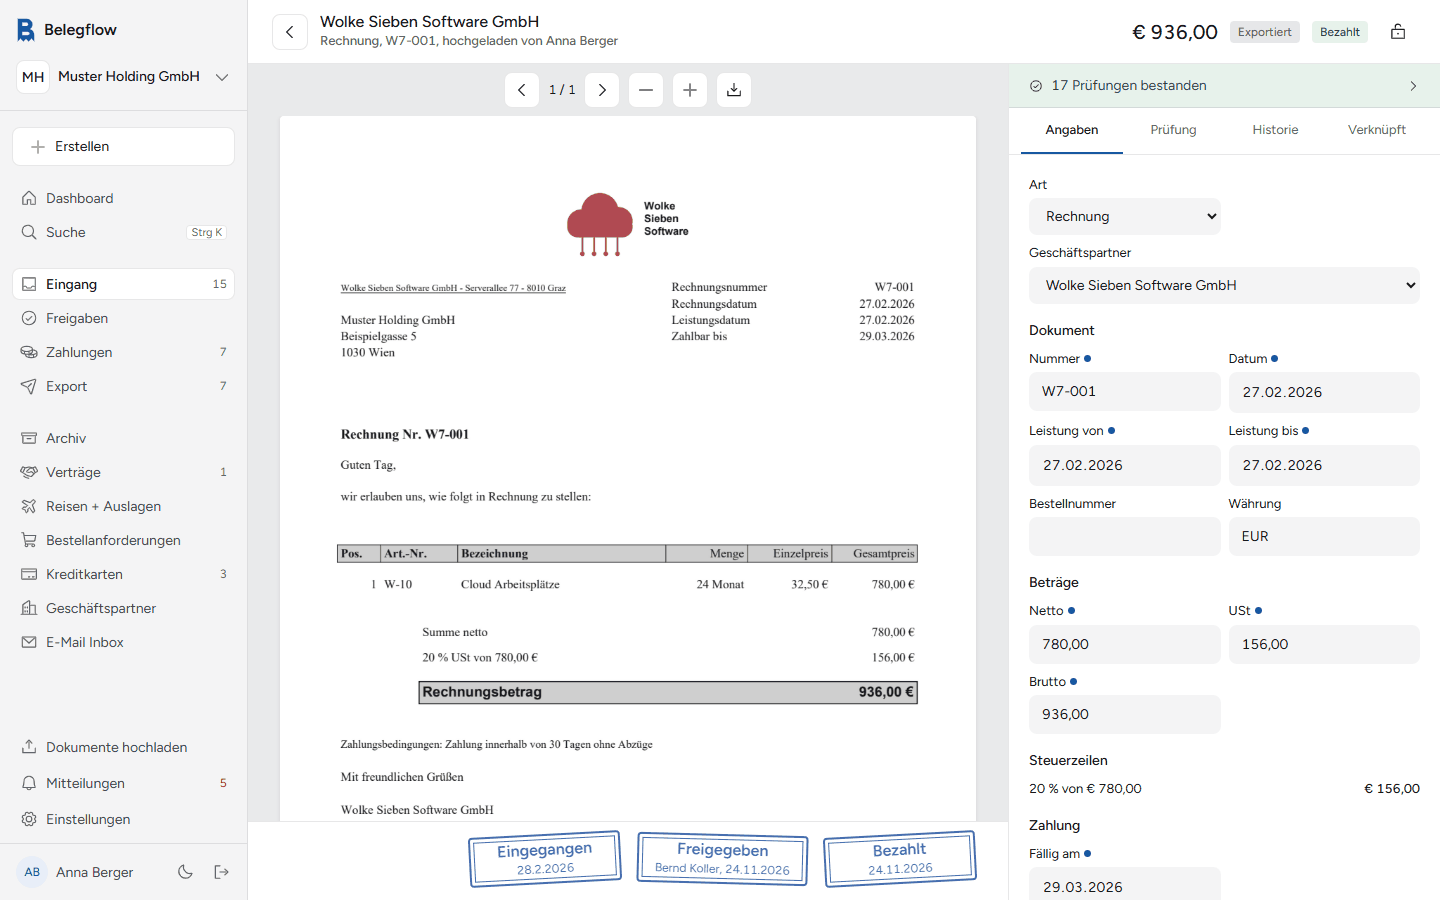 Belegflow
MH Muster Holding GmbH
Erstellen
Dashboard
Suche Strg K
Eingang 15
Freigaben
Zahlungen 7
Export 7
Archiv
Verträge 1
Reisen + Auslagen
Bestellanforderungen
Kreditkarten 3
Geschäftspartner
E-Mail Inbox
Dokumente hochladen
Mitteilungen 5
Einstellungen
AB Anna Berger
Wolke Sieben Software GmbH
Rechnung, W7-001, hochgeladen von Anna Berger
€ 936,00 Exportiert Bezahlt
1 / 1
Wolke
Sieben
Software
Wolke Sieben Software GmbH - Serverallee 77 - 8010 Graz
Muster Holding GmbH
Beispielgasse 5
1030 Wien
Rechnungsnummer W7-001
Rechnungsdatum 27.02.2026
Leistungsdatum 27.02.2026
Zahlbar bis 29.03.2026
Rechnung Nr. W7-001
Guten Tag,
wir erlauben uns, wie folgt in Rechnung zu stellen:
Pos. Art.-Nr. Bezeichnung Menge Einzelpreis Gesamtpreis
1 W-10 Cloud Arbeitsplätze 24 Monat 32,50 € 780,00 €
Summe netto 780,00 €
20 % USt von 780,00 € 156,00 €
Rechnungsbetrag 936,00 €
Zahlungsbedingungen: Zahlung innerhalb von 30 Tagen ohne Abzüge
Mit freundlichen Grüßen
Wolke Sieben Software GmbH
Eingegangen
28.2.2026
Freigegeben
Bernd Koller, 24.11.2026
Bezahlt
24.11.2026
17 Prüfungen bestanden
Angaben Prüfung Historie Verknüpft
Art
Rechnung
Geschäftspartner
Wolke Sieben Software GmbH
Dokument
Nummer Datum
W7-001 27.02.2026
Leistung von Leistung bis
27.02.2026 27.02.2026
Bestellnummer Währung
EUR
Beträge
Netto USt
780,00 156,00
Brutto
936,00
Steuerzeilen
20 % von € 780,00 € 156,00
Zahlung
Fällig am
29.03.2026